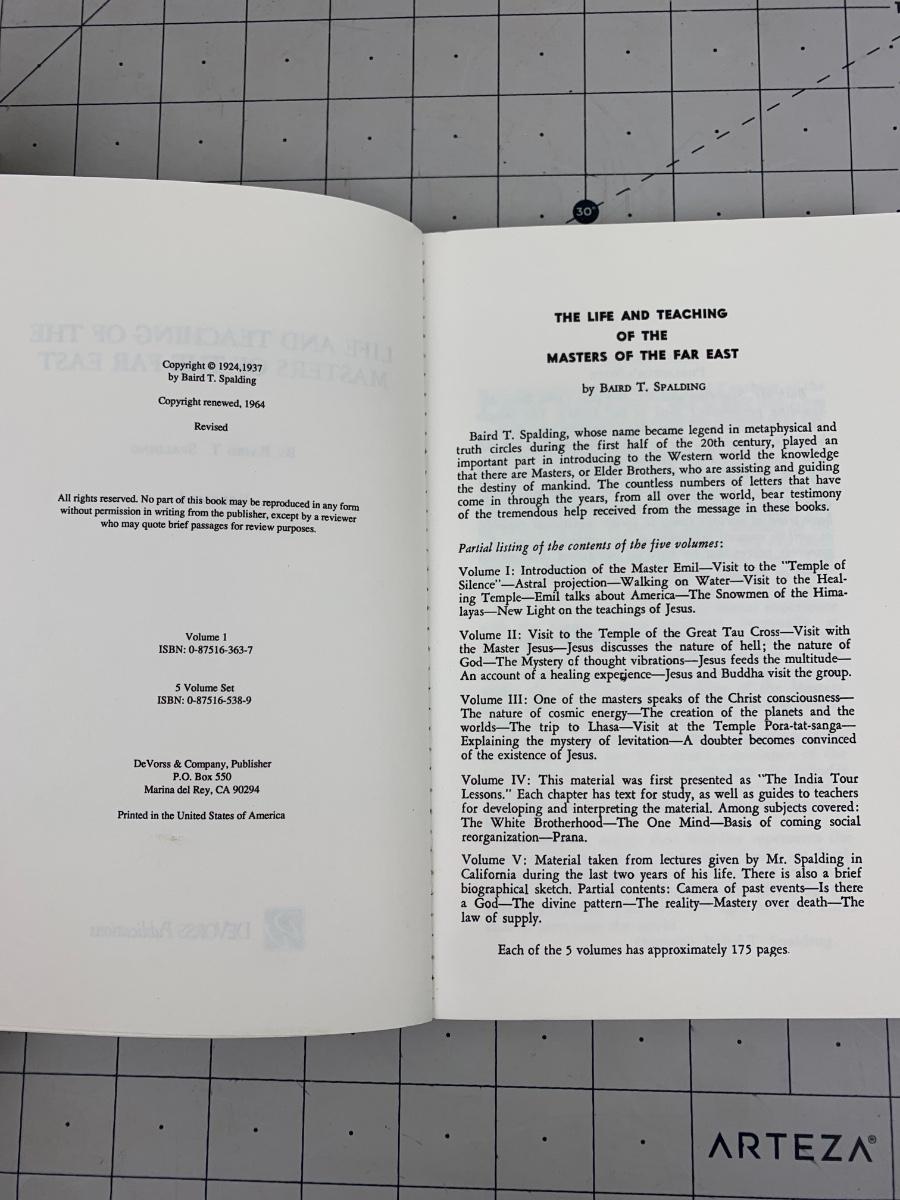 30°
Copyright © 1924,1937
by Baird T. Spalding
Copyright renewed, 1964
Revised
All rights reserved. No part of this book may be reproduced in any form
without permission in writing from the publisher, except by a reviewer
who may quote brief passages for review purposes.
Volume 1
ISBN: 0-87516-363-7
5 Volume Set
ISBN: 0-87516-538-9
DeVorss & Company, Publisher
P.O. Box 550
Marina del Rey, CA 90294
Printed in the United States of America
THE LIFE AND TEACHING
OF THE
MASTERS OF THE FAR EAST
by BAIRD T. SPALDING
Baird T. Spalding, whose name became legend in metaphysical and
truth circles during the first half of the 20th century, played an
important part in introducing to the Western world the knowledge
that there are Masters, or Elder Brothers, who are assisting and guiding
the destiny of mankind. The countless numbers of letters that have
come in through the years, from all over the world, bear testimony
of the tremendous help received from the message in these books.
Partial listing of the contents of the five volumes:
Volume I: Introduction of the Master Emil—Visit to the "Temple of
Silence"—Astral projection—Walking on Water—Visit to the Heal-
ing Temple—Emil talks about America—The Snowmen of the Hima-
layas—New Light on the teachings of Jesus.
Volume II: Visit to the Temple of the Great Tau Cross—Visit with
the Master Jesus—Jesus discusses the nature of hell; the nature of
God—The Mystery of thought vibrations—Jesus feeds the multitude—
An account of a healing experience—Jesus and Buddha visit the group.
Volume III: One of the masters speaks of the Christ consciousness—
The nature of cosmic energy—The creation of the planets and the
worlds—The trip to Lhasa—Visit at the Temple Pora-tat-sanga—
Explaining the mystery of levitation—A doubter becomes convinced
of the existence of Jesus.
Volume IV: This material was first presented as "The India Tour
Lessons." Each chapter has text for study, as well as guides to teachers
for developing and interpreting the material. Among subjects covered:
The White Brotherhood—The One Mind—Basis of coming social
reorganization—Prana.
Volume V: Material taken from lectures given by Mr. Spalding in
California during the last two years of his life. There is also a brief
biographical sketch. Partial contents: Camera of past events—Is there
a God—The divine pattern—The reality—Mastery over death—The
law of supply.
Each of the 5 volumes has approximately 175 pages.
ARTEZA®